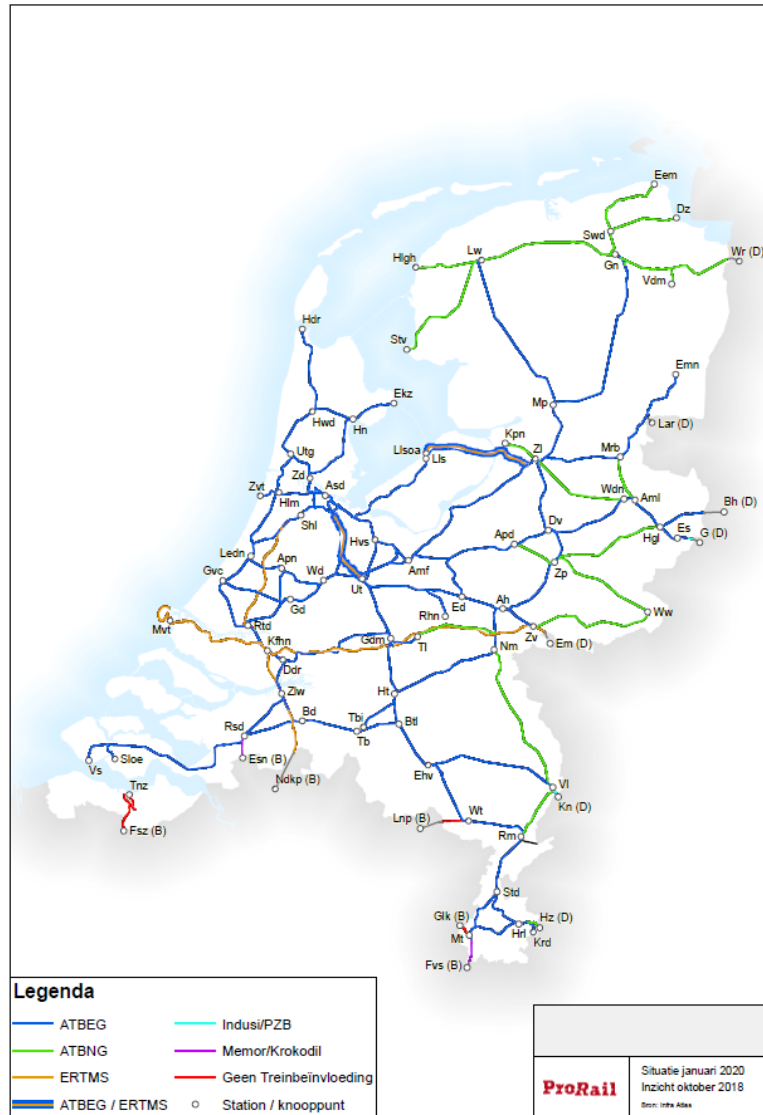 Eem
Dz
Swd
Wr (D)
Lw
Gn
Hlgh
Vdm
Stv
Hdr
Emn
Ekz
Mp
Hwd
Hn
Lar (D)
Kpn
Llsoa
Zl
Mrb
Utg
Lls
Zd
Wdn
Zvt
Asd
Aml
Bh (D)
Hlm
Shl
Dv
Es
Hvs
Apd
Hgl
G (D)
Ledn
Apn
Amf
Zp
Gvc
Wd
Ut
Gd
Ed
Ah
Ww
Rhn
Mvt
Rtd
Gdm
Zv
Kfhn
Tl
Em (D)
Nm
Ddr
Zlw
Ht
Bd
Tbi
Rsd
Btl
Tb
Vs
Sloe
Esn (B)
Ehv
Tnz
Ndkp (B)
Vl
Kn (D)
Fsz (B)
Lnp (B)
Wt
Rm
Std
Glk (B)
Hz (D)
Mt
Hrl
Krd
Fvs (B)
Legenda
ATBEG
Indusi/PZB
ATBNG
Memor/Krokodil
ERTMS
Geen Treinbeïnvloeding
ATBEG / ERTMS
Station / knooppunt
ProRail
Situatie januari 2020
Inzicht oktober 2018
Bron: Infra Atlas